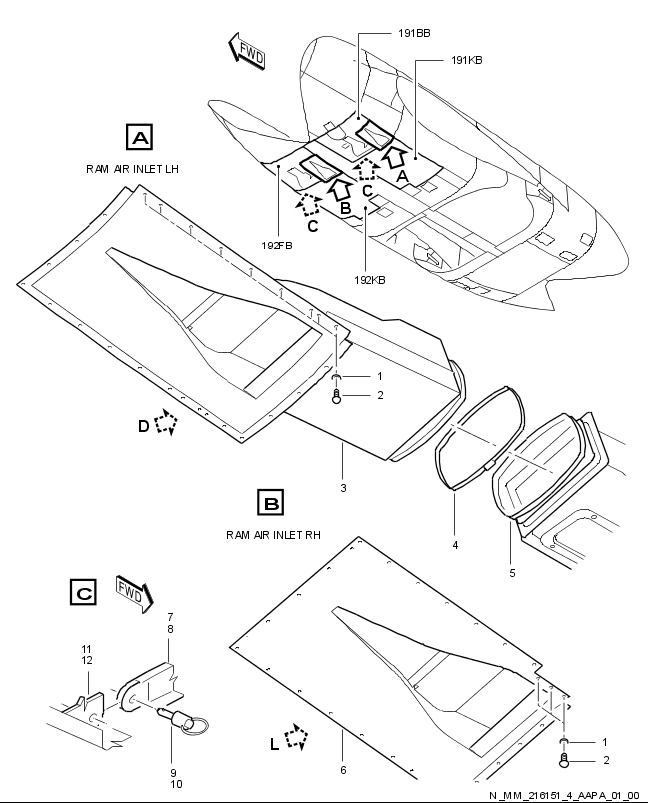 191BB
FWD
191KB
A
RAM AIR INLET LH
A
C
B
C
192FB
192KB
1
2
D
3
B
RAM AIR INLET RH
4
5
C
FWD
7
8
11
12
9
10
L
6
1
2
N_MM_216151_4_AAPA_01_00